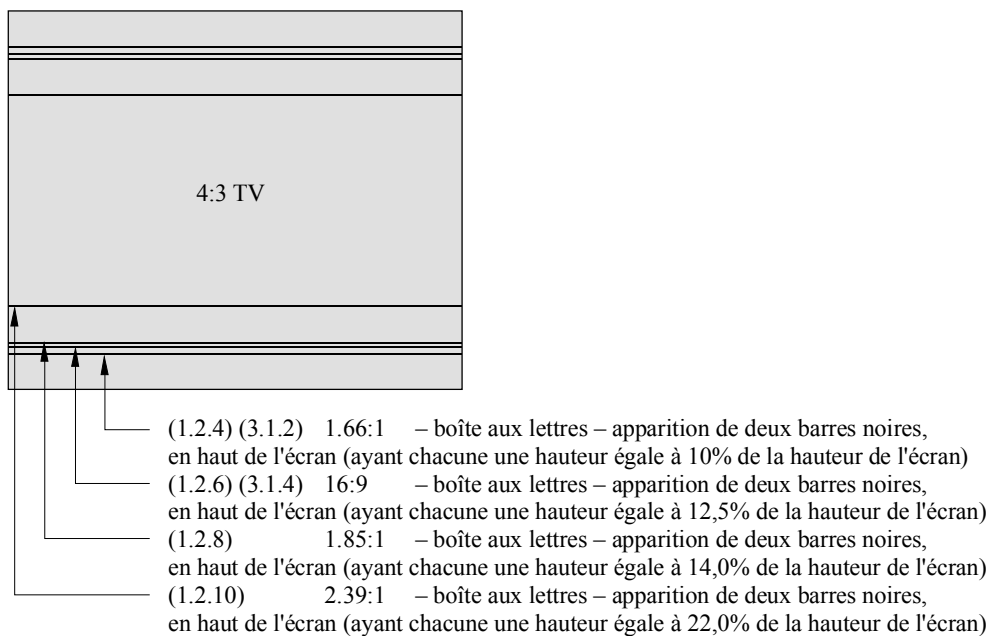 4:3 TV
(1.2.4) (3.1.2) 1.66:1 – boîte aux lettres – apparition de deux barres noires,
en haut de l'écran (ayant chacune une hauteur égale à 10% de la hauteur de l'écran)
(1.2.6) (3.1.4) 16:9 – boîte aux lettres – apparition de deux barres noires,
en haut de l'écran (ayant chacune une hauteur égale à 12,5% de la hauteur de l'écran)
(1.2.8) 1.85:1 – boîte aux lettres – apparition de deux barres noires,
en haut de l'écran (ayant chacune une hauteur égale à 14,0% de la hauteur de l'écran)
(1.2.10) 2.39:1 – boîte aux lettres – apparition de deux barres noires,
en haut de l'écran (ayant chacune une hauteur égale à 22,0% de la hauteur de l'écran)